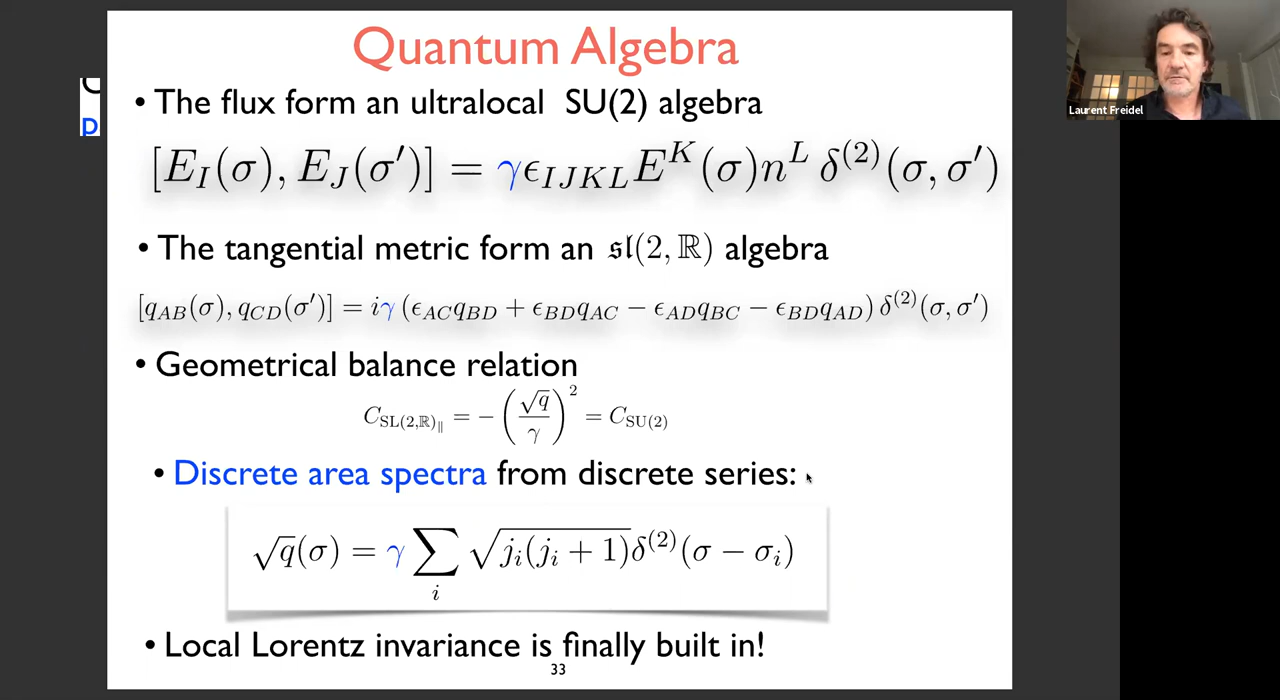 Quantum Algebra
• The flux form an ultralocal SU(2) algebra
[E_I(σ), E_J(σ′)] = γϵ_{IJKL}E^K(σ)n^L δ^{(2)}(σ, σ′)
• The tangential metric form an 𝔰𝔩(2, ℝ) algebra
[q_{AB}(σ), q_{CD}(σ′)] = iγ (ϵ_{AC}q_{BD} + ϵ_{BD}q_{AC} − ϵ_{AD}q_{BC} − ϵ_{BD}q_{AD}) δ^{(2)}(σ, σ′)
• Geometrical balance relation
C_{SL(2,ℝ)_∥} = −(√q/γ)^2 = C_{SU(2)}
• Discrete area spectra from discrete series:
√q(σ) = γ ∑_i √(j_i(j_i + 1))δ^{(2)}(σ − σ_i)
• Local Lorentz invariance is finally built in!
33
Laurent Freidel